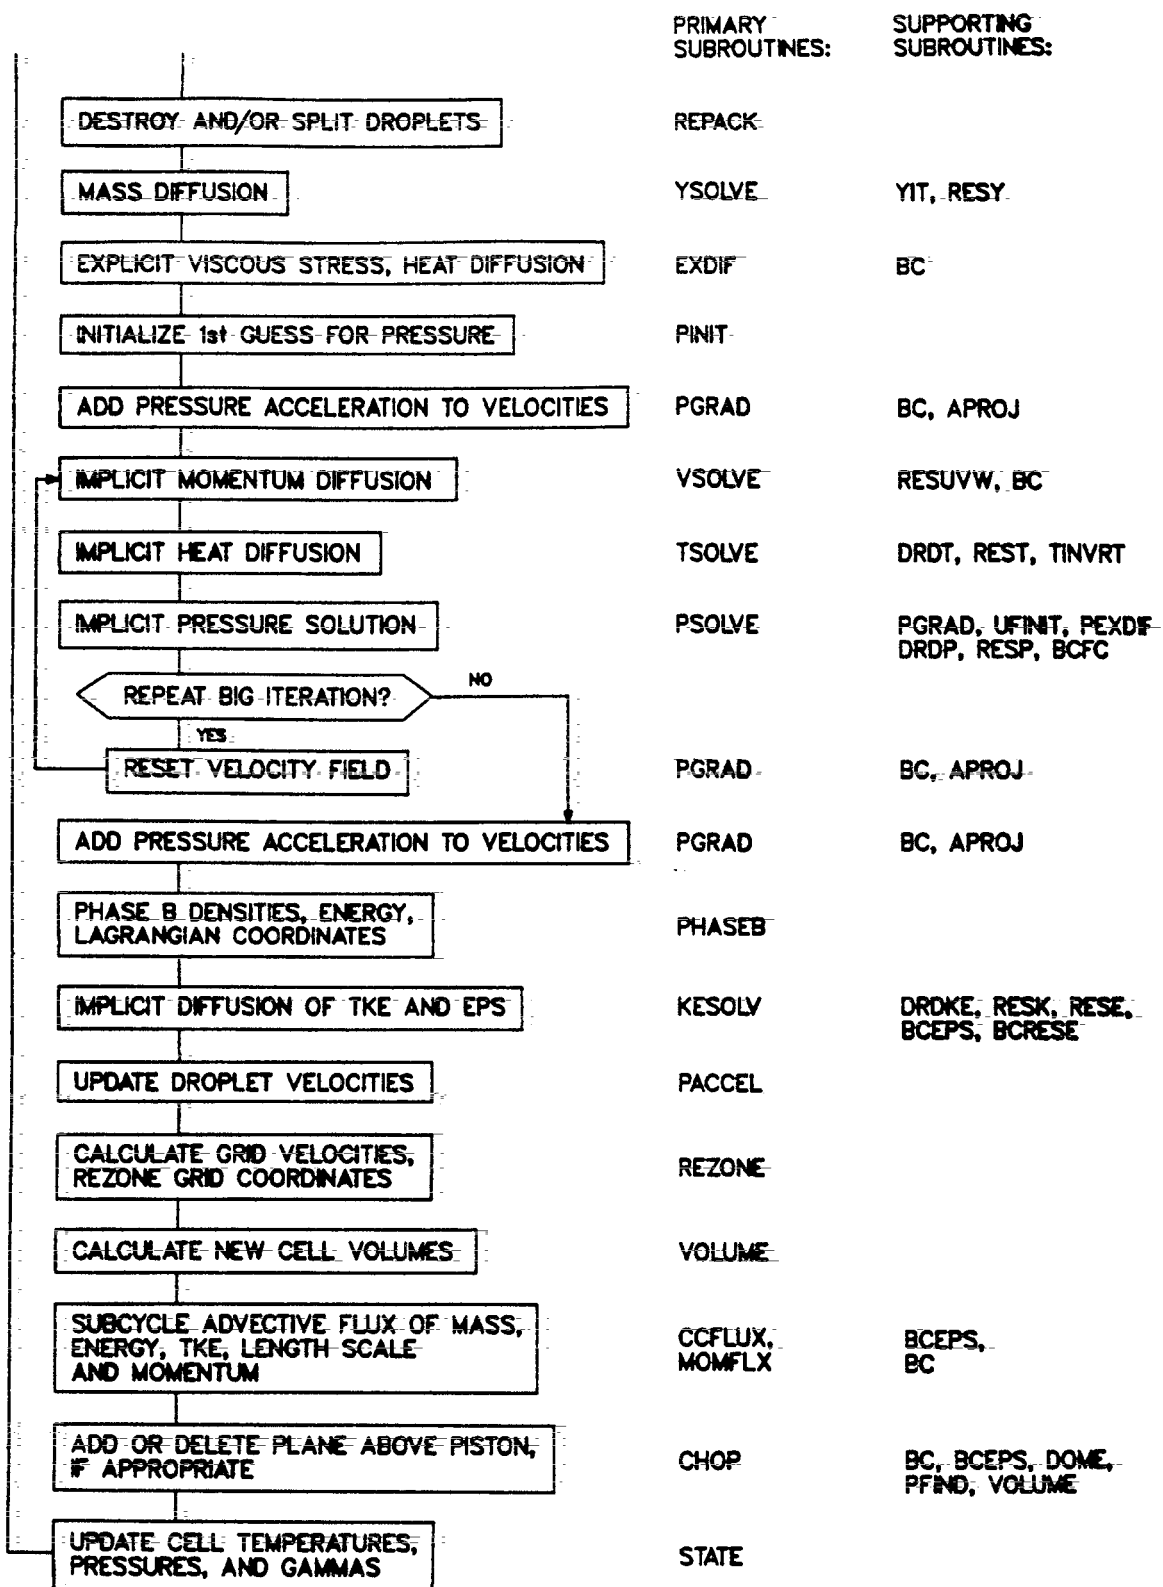 PRIMARY SUPPORTING
SUBROUTINES: SUBROUTINES:
DESTROY AND/OR SPLIT DROPLETS REPACK
MASS DIFFUSION YSOLVE YIT, RESY
EXPLICIT VISCOUS STRESS, HEAT DIFFUSION EXDIF BC
INITIALIZE 1st GUESS FOR PRESSURE PINIT
ADD PRESSURE ACCELERATION TO VELOCITIES PGRAD BC, APROJ
IMPLICIT MOMENTUM DIFFUSION VSOLVE RESUVW, BC
IMPLICIT HEAT DIFFUSION TSOLVE DRDT, REST, TINVRT
IMPLICIT PRESSURE SOLUTION PSOLVE PGRAD, UFINIT, PEXDIF
DRDP, RESP, BCFC
REPEAT BIG ITERATION? NO
YES
RESET VELOCITY FIELD PGRAD BC, APROJ
ADD PRESSURE ACCELERATION TO VELOCITIES PGRAD BC, APROJ
PHASE B DENSITIES, ENERGY,
LAGRANGIAN COORDINATES
PHASEB
IMPLICIT DIFFUSION OF TKE AND EPS KESOLV DRDKE, RESK, RESE,
BCEPS, BCRESE
UPDATE DROPLET VELOCITIES PACCEL
CALCULATE GRID VELOCITIES,
REZONE GRID COORDINATES
REZONE
CALCULATE NEW CELL VOLUMES VOLUME
SUBCYCLE ADVECTIVE FLUX OF MASS,
ENERGY, TKE, LENGTH SCALE
AND MOMENTUM
CCFLUX, BCEPS,
MOMFLX BC
ADD OR DELETE PLANE ABOVE PISTON,
IF APPROPRIATE
CHOP BC, BCEPS, DOME,
PFIND, VOLUME
UPDATE CELL TEMPERATURES,
PRESSURES, AND GAMMAS
STATE